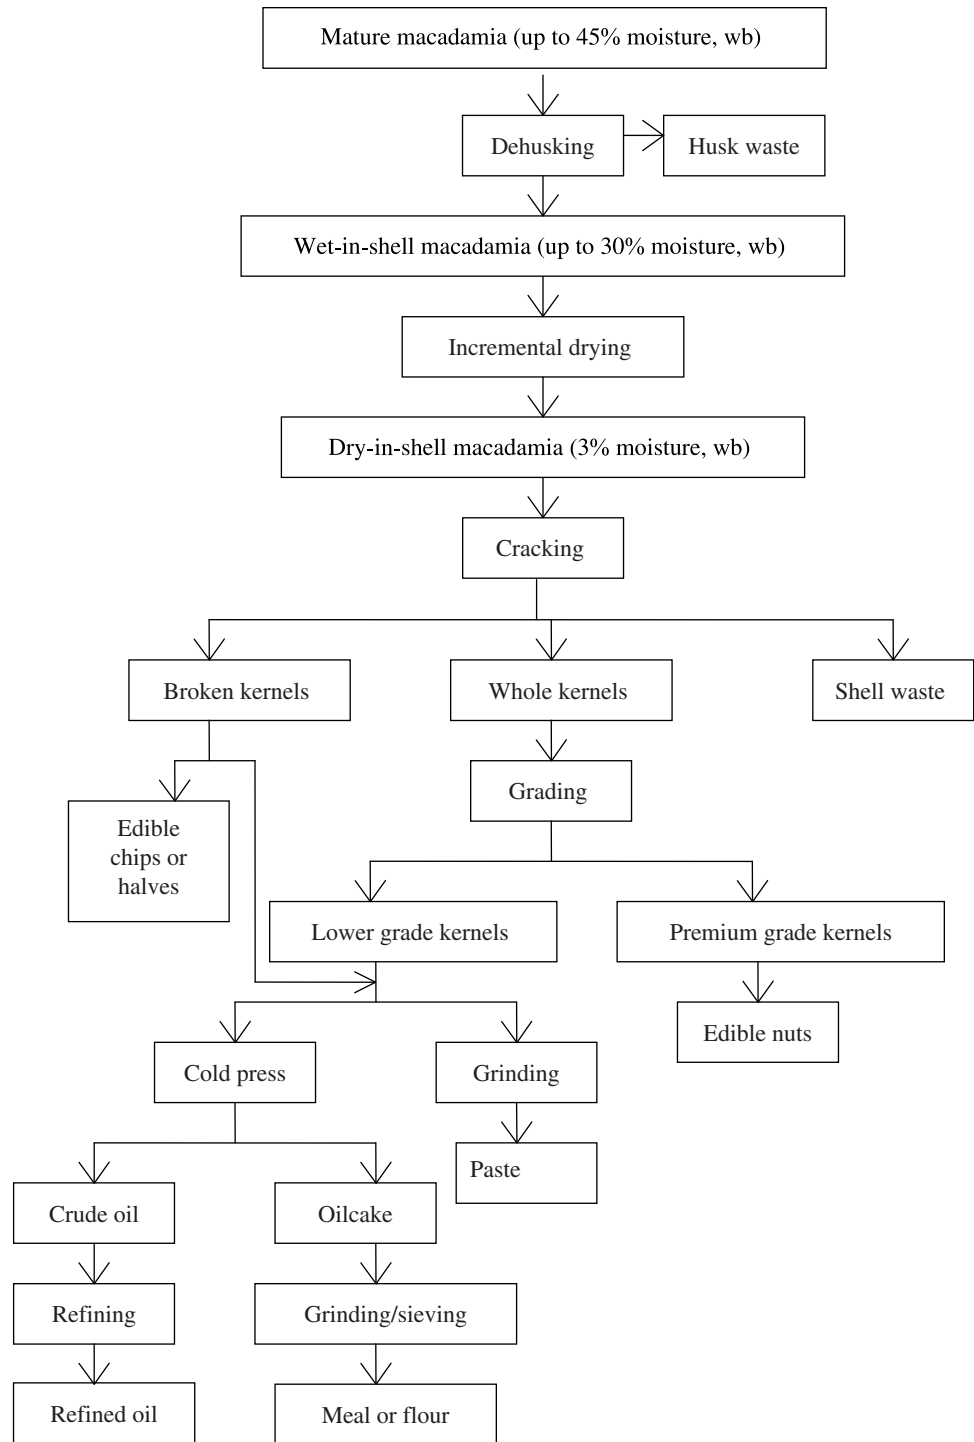 Mature macadamia (up to 45% moisture, wb)
Dehusking
Husk waste
Wet-in-shell macadamia (up to 30% moisture, wb)
Incremental drying
Dry-in-shell macadamia (3% moisture, wb)
Cracking
Broken kernels
Whole kernels
Shell waste
Grading
Edible
chips or
halves
Lower grade kernels
Premium grade kernels
Edible nuts
Cold press
Grinding
Paste
Crude oil
Oilcake
Refining
Grinding/sieving
Refined oil
Meal or flour